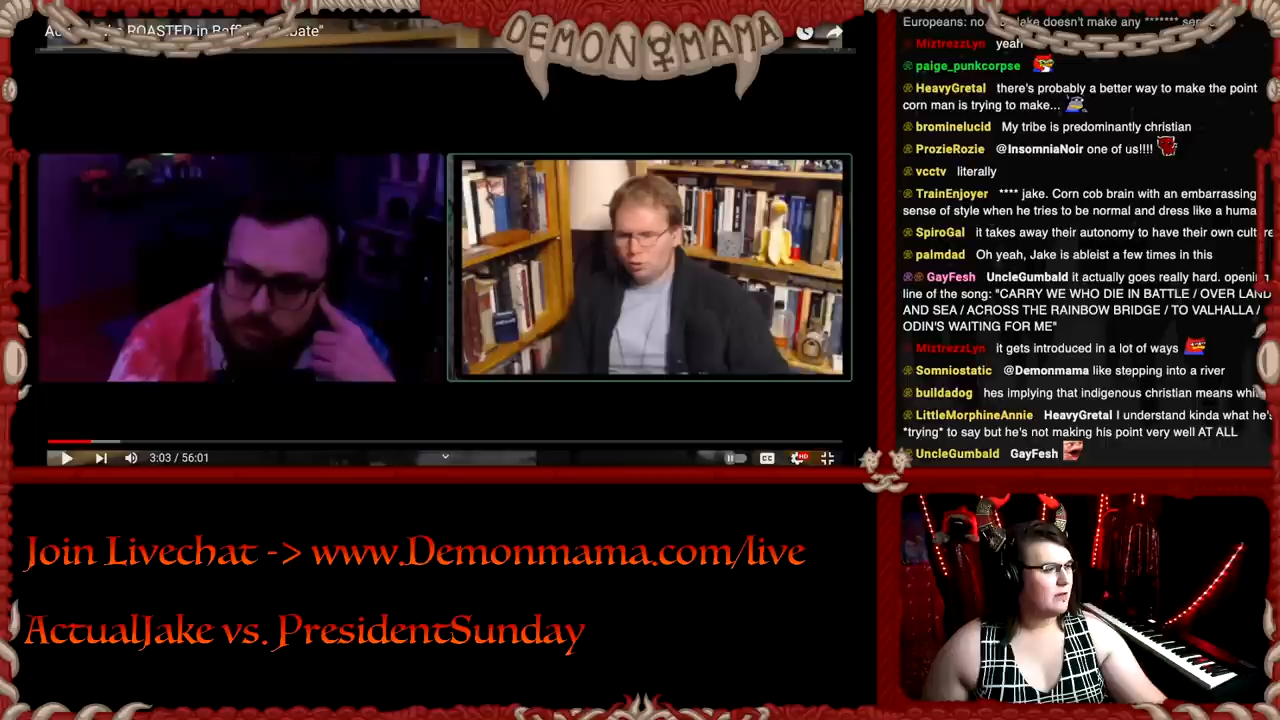 ROASTED in
DEMON MAMA
3:03 / 56:01
CC
HD
Join Livechat -> www.Demonmama.com/live
ActualJake vs. PresidentSunday
Europeans: no. jake doesn't make any *******
MiztrezzLyn yeah
paige_punkcorpse
HeavyGretal there's probably a better way to make the point
corn man is trying to make...
brominelucid My tribe is predominantly christian
ProzieRozie @InsomniaNoir one of us!!!!
vcctv literally
TrainEnjoyer **** jake. Corn cob brain with an embarrassing
sense of style when he tries to be normal and dress like a huma
SpiroGal it takes away their autonomy to have their own culture
palmdad Oh yeah, Jake is ableist a few times in this
GayFesh UncleGumbald it actually goes really hard. openi
line of the song: "CARRY WE WHO DIE IN BATTLE / OVER LAND
AND SEA / ACROSS THE RAINBOW BRIDGE / TO VALHALLA /
ODIN'S WAITING FOR ME"
MiztrezzLyn it gets introduced in a lot of ways
Somniostatic @Demonmama like stepping into a river
buildadog hes implying that indigenous christian means whi
LittleMorphineAnnie HeavyGretal I understand kinda what he's
*trying* to say but he's not making his point very well AT ALL
UncleGumbald GayFesh